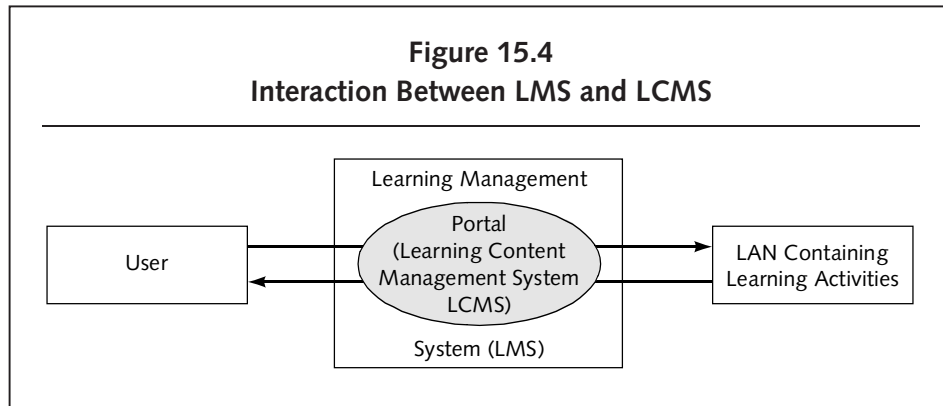 Figure 15.4
Interaction Between LMS and LCMS
Learning Management
Portal
(Learning Content
Management System
LCMS)
System (LMS)
User
LAN Containing
Learning Activities